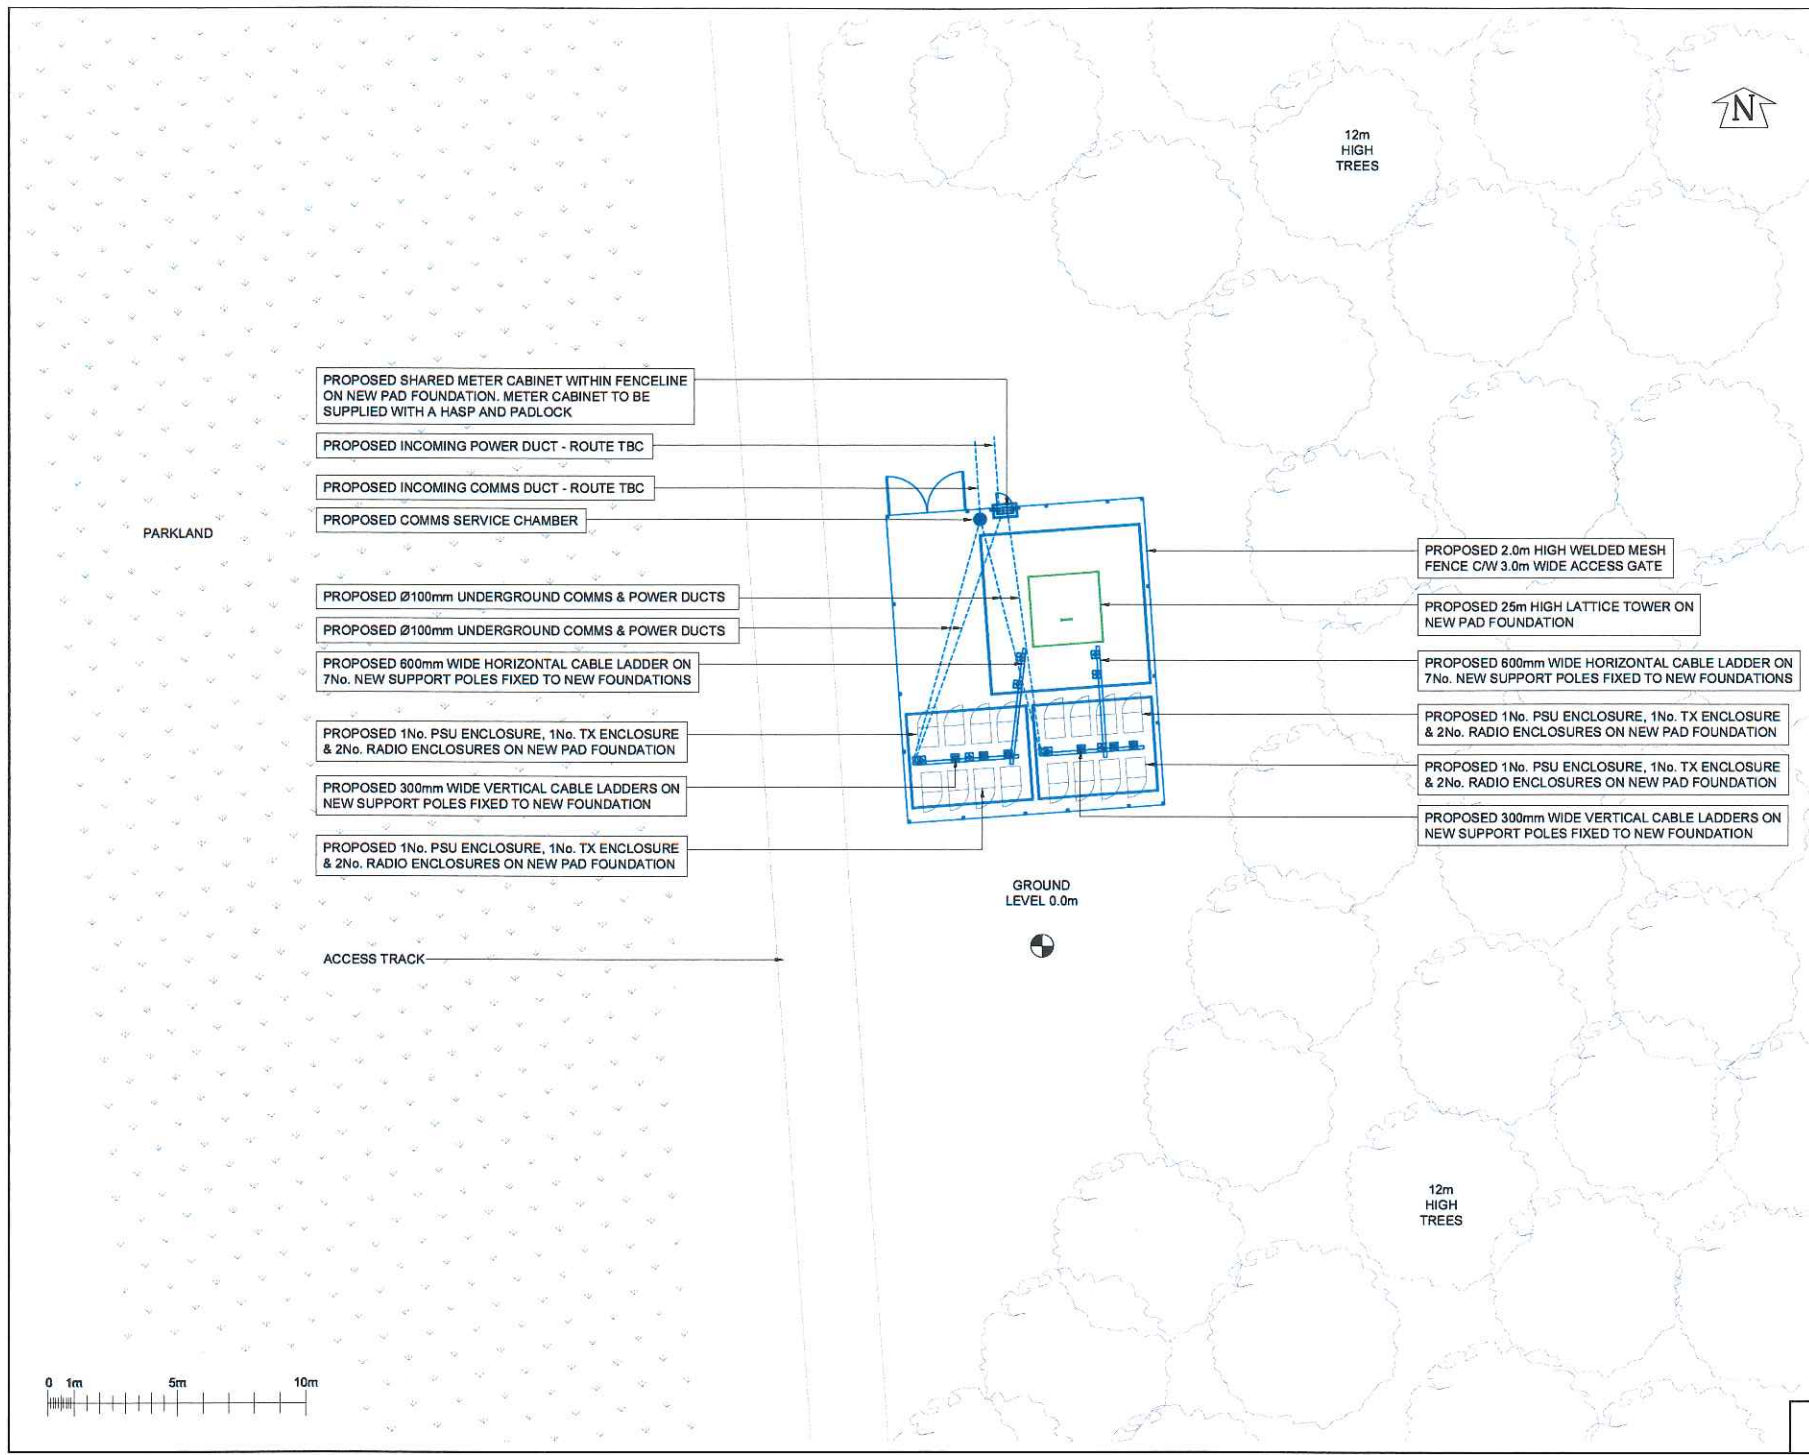 N
12m
HIGH
TREES
PROPOSED SHARED METER CABINET WITHIN FENCELINE
ON NEW PAD FOUNDATION. METER CABINET TO BE
SUPPLIED WITH A HASP AND PADLOCK
PROPOSED INCOMING POWER DUCT - ROUTE TBC
PROPOSED INCOMING COMMS DUCT - ROUTE TBC
PROPOSED COMMS SERVICE CHAMBER
PARKLAND
PROPOSED Ø100mm UNDERGROUND COMMS & POWER DUCTS
PROPOSED Ø100mm UNDERGROUND COMMS & POWER DUCTS
PROPOSED 600mm WIDE HORIZONTAL CABLE LADDER ON
7No. NEW SUPPORT POLES FIXED TO NEW FOUNDATIONS
PROPOSED 1No. PSU ENCLOSURE, 1No. TX ENCLOSURE
& 2No. RADIO ENCLOSURES ON NEW PAD FOUNDATION
PROPOSED 300mm WIDE VERTICAL CABLE LADDERS ON
NEW SUPPORT POLES FIXED TO NEW FOUNDATION
PROPOSED 1No. PSU ENCLOSURE, 1No. TX ENCLOSURE
& 2No. RADIO ENCLOSURES ON NEW PAD FOUNDATION
PROPOSED 2.0m HIGH WELDED MESH
FENCE C/W 3.0m WIDE ACCESS GATE
PROPOSED 25m HIGH LATTICE TOWER ON
NEW PAD FOUNDATION
PROPOSED 600mm WIDE HORIZONTAL CABLE LADDER ON
7No. NEW SUPPORT POLES FIXED TO NEW FOUNDATIONS
PROPOSED 1No. PSU ENCLOSURE, 1No. TX ENCLOSURE
& 2No. RADIO ENCLOSURES ON NEW PAD FOUNDATION
PROPOSED 1No. PSU ENCLOSURE, 1No. TX ENCLOSURE
& 2No. RADIO ENCLOSURES ON NEW PAD FOUNDATION
PROPOSED 300mm WIDE VERTICAL CABLE LADDERS ON
NEW SUPPORT POLES FIXED TO NEW FOUNDATION
GROUND
LEVEL 0.0m
ACCESS TRACK
12m
HIGH
TREES
0 1m 5m 10m